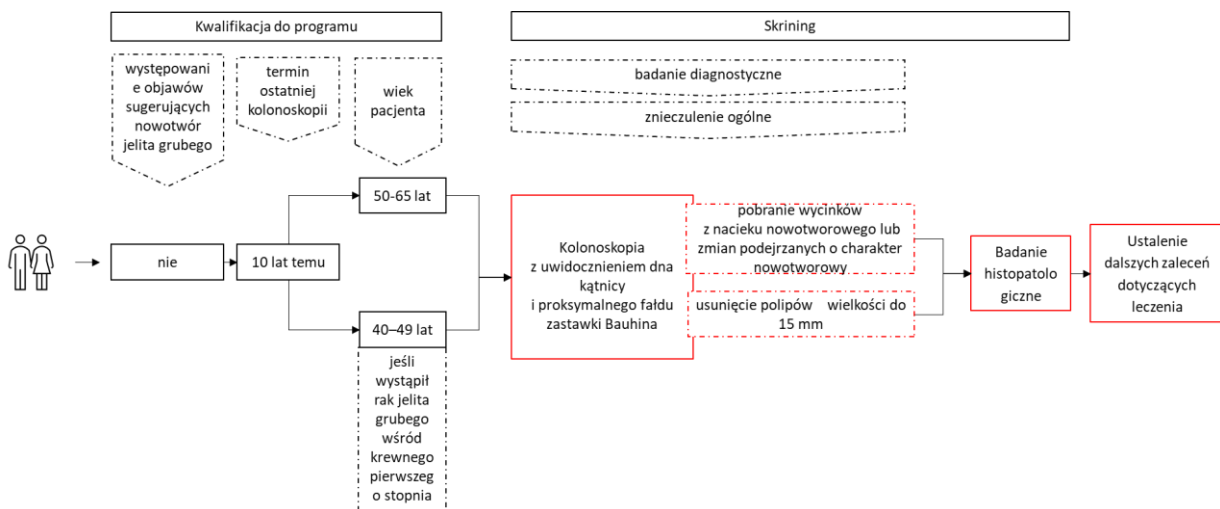 Kwalifikacja do programu
Skrining
występowani
e objawów
sugerujących
nowotwór
jelita grubego
termin
ostatniej
kolonoskopii
wiek
pacjenta
badanie diagnostyczne
znieczulenie ogólne
nie
10 lat temu
50-65 lat
40–49 lat
jeśli
wystąpił
rak jelita
grubego
wśród
krewnego
pierwszeg
o stopnia
Kolonoskopia
z uwidocznieniem dna
kątnicy
i proksymalnego fałdu
zastawki Bauhina
pobranie wycinków
z nacieku nowotworowego lub
zmian podejrzanych o charakter
nowotworowy
usunięcie polipów wielkości do
15 mm
Badanie
histopatolo
giczne
Ustalenie
dalszych zaleceń
dotyczących
leczenia